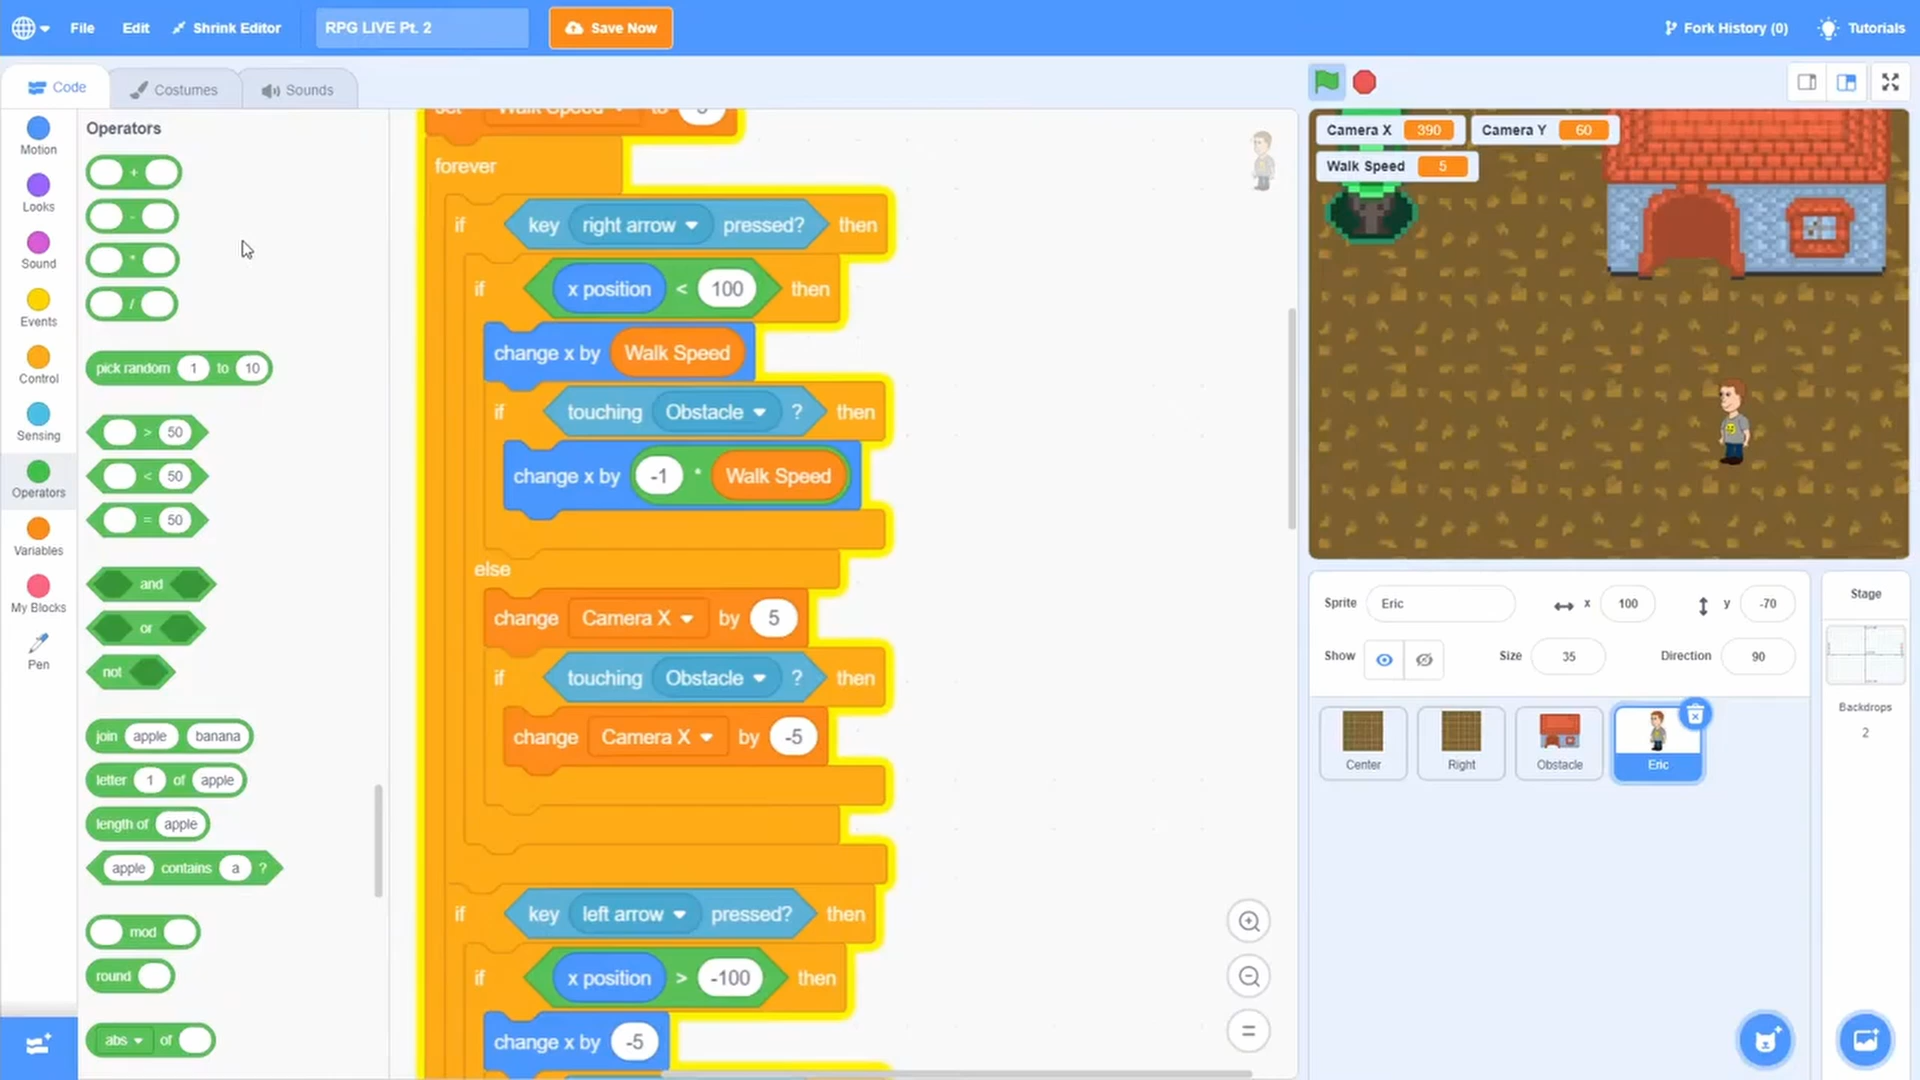 File Edit Shrink Editor RPG LIVE Pt. 2 Save Now Fork History (0) Tutorials
Code Costumes Sounds
Motion
Looks
Sound
Events
Control
Sensing
Operators
Variables
My Blocks
Pen
Operators
+
-
*
/
pick random 1 to 10
> 50
< 50
= 50
and
or
not
join apple banana
letter 1 of apple
length of apple
apple contains a ?
mod
round
abs of
set Walk Speed to 5
forever
if key right arrow pressed? then
if x position < 100 then
change x by Walk Speed
if touching Obstacle ? then
change x by -1 * Walk Speed
else
change Camera X by 5
if touching Obstacle ? then
change Camera X by -5
if key left arrow pressed? then
if x position > -100 then
change x by -5
=
Camera X 390 Camera Y 60
Walk Speed 5
Sprite Eric x 100 y -70
Show Size 35 Direction 90
Center Right Obstacle Eric
Stage
Backdrops
2